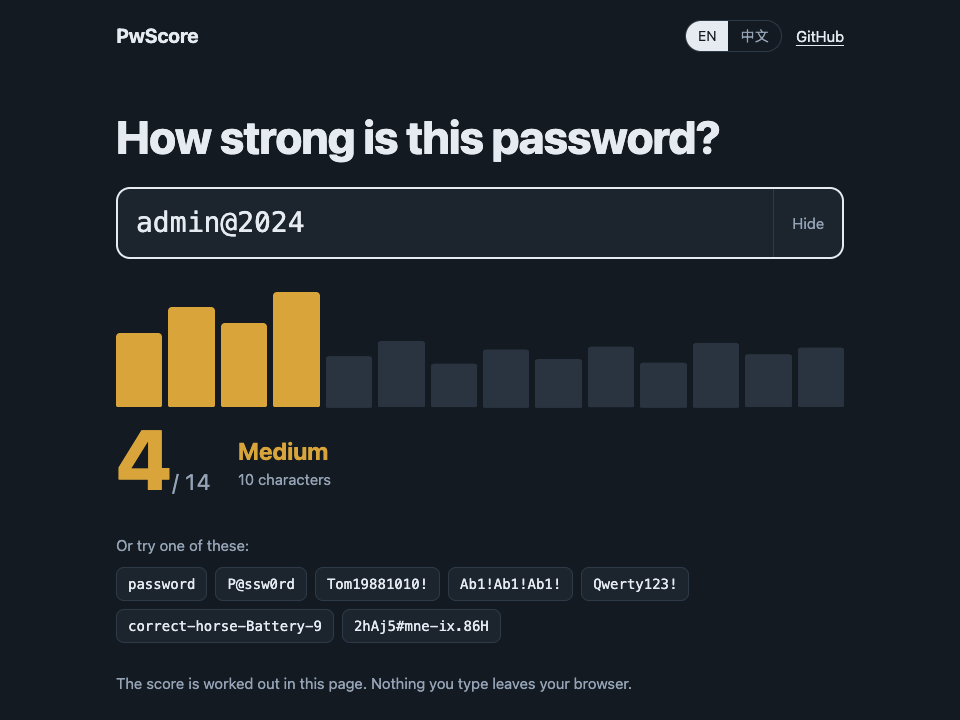 PwScore
EN 中文 GitHub
How strong is this password?
admin@2024 Hide
4 / 14
Medium
10 characters
Or try one of these:
password P@ssw0rd Tom19881010! Ab1!Ab1!Ab1! Qwerty123!
correct-horse-Battery-9 2hAj5#mne-ix.86H
The score is worked out in this page. Nothing you type leaves your browser.